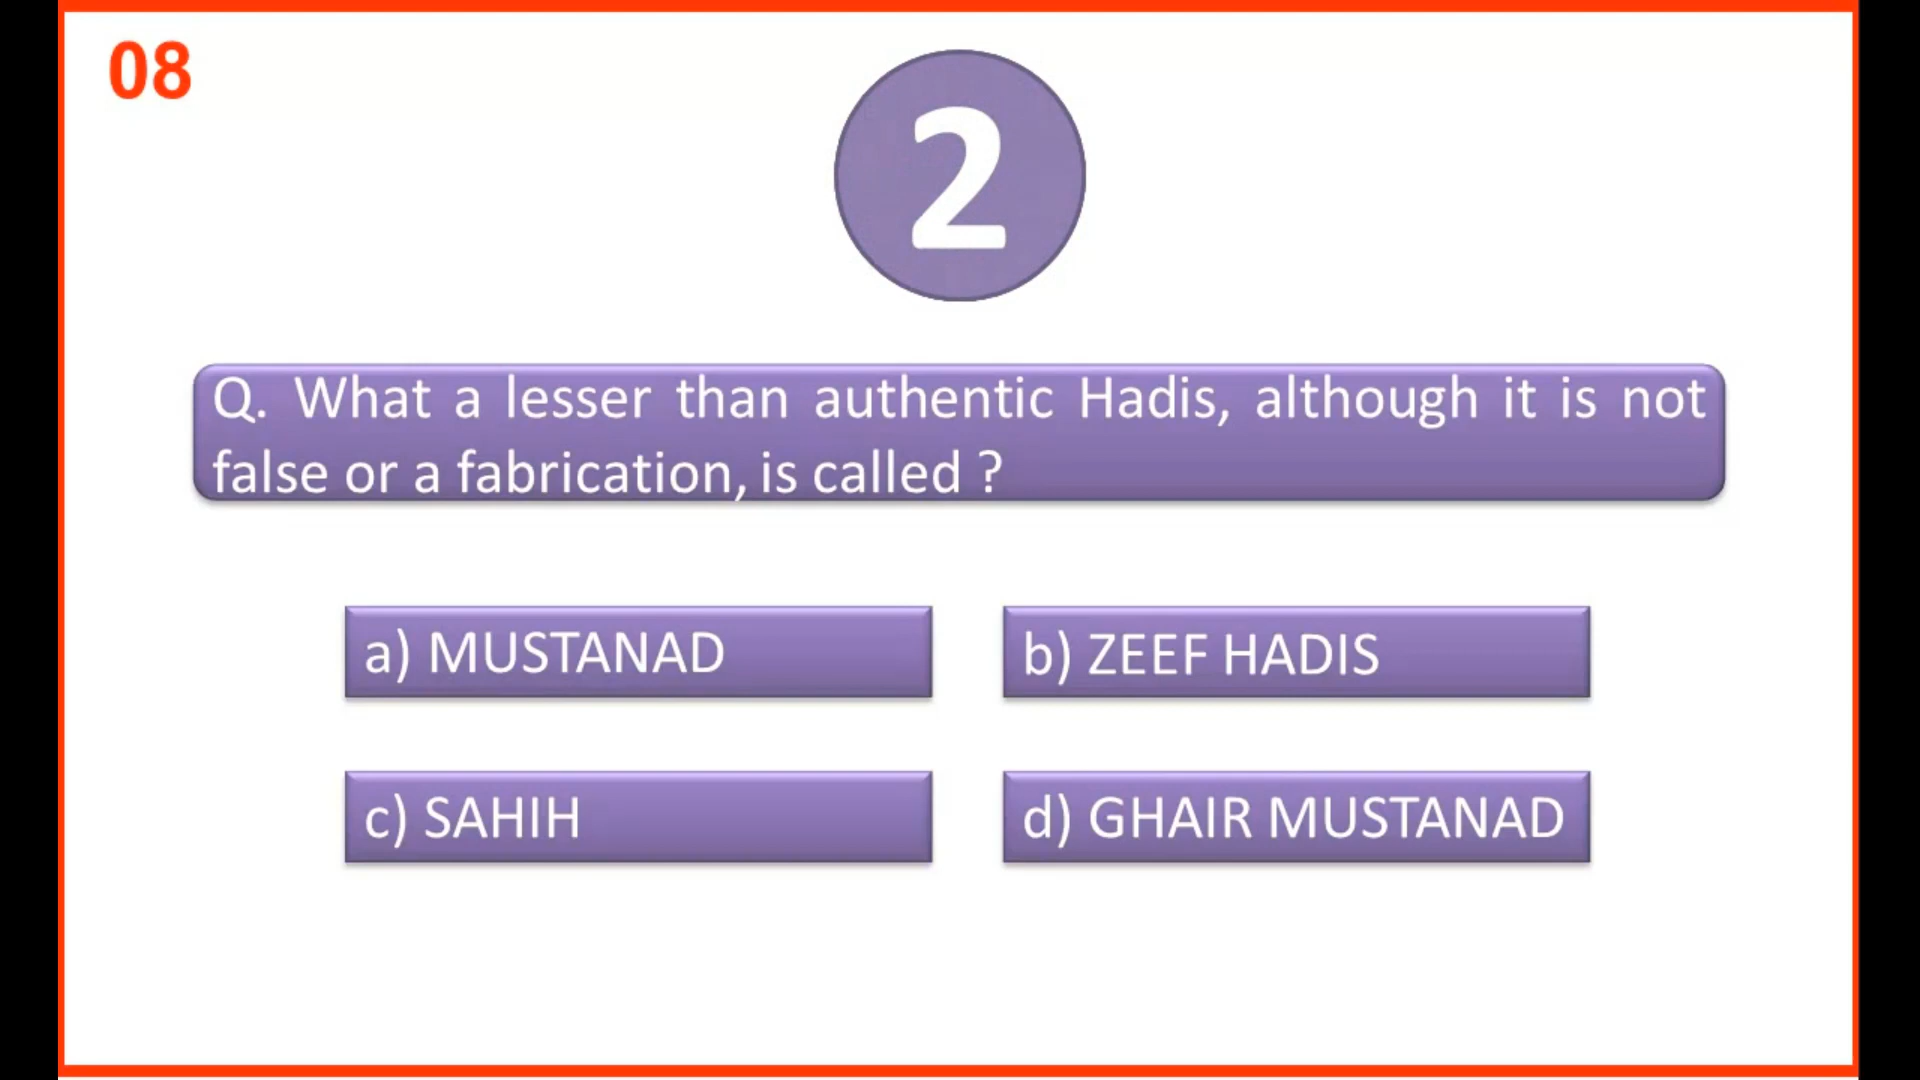 08
2
Q. What a lesser than authentic Hadis, although it is not
false or a fabrication, is called ?
a) MUSTANAD
b) ZEEF HADIS
c) SAHIH
d) GHAIR MUSTANAD